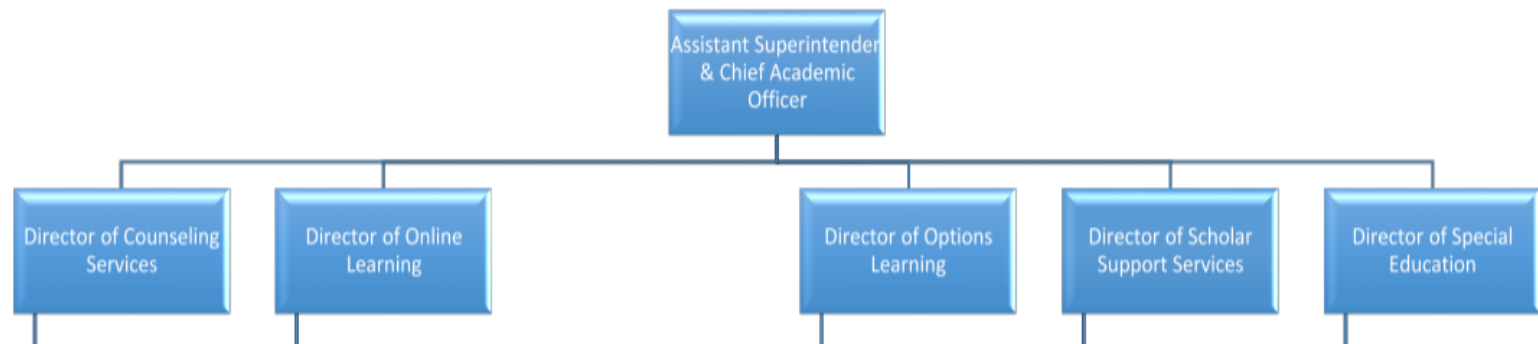 Assistant Superintender
& Chief Academic
Officer
Director of Counseling
Services
Director of Online
Learning
Director of Options
Learning
Director of Scholar
Support Services
Director of Special
Education